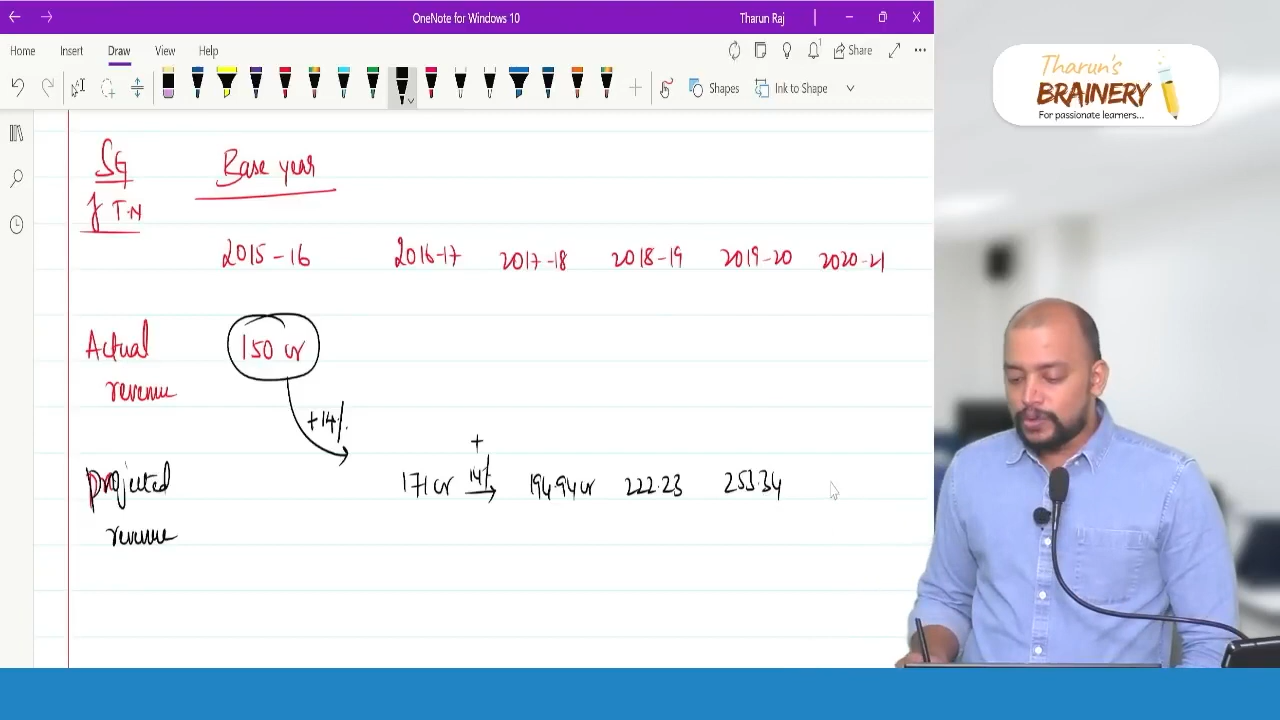 OneNote for Windows 10
Tharun Raj
Home Insert Draw View Help
Share
Shapes Ink to Shape
Tharun's
BRAINERY
For passionate learners...
SG Base year
of T.N
2015-16 2016-17 2017-18 2018-19 2019-20 2020-21
Actual 150 cr
revenue
+14%
+
Projected 171 cr 14% 194.94 cr 222.23 253.34
revenue